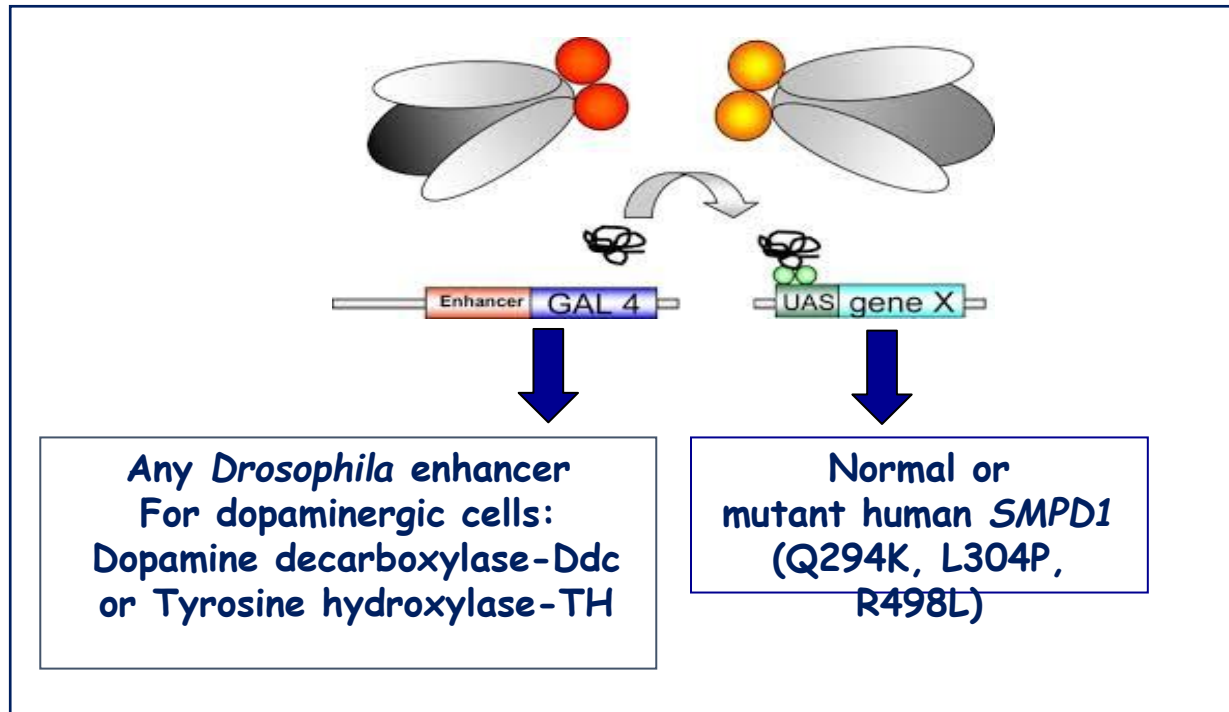 Enhancer GAL 4
UAS gene X
Any Drosophila enhancer
For dopaminergic cells:
Dopamine decarboxylase-Ddc
or Tyrosine hydroxylase-TH
Normal or
mutant human SMPD1
(Q294K, L304P,
R498L)